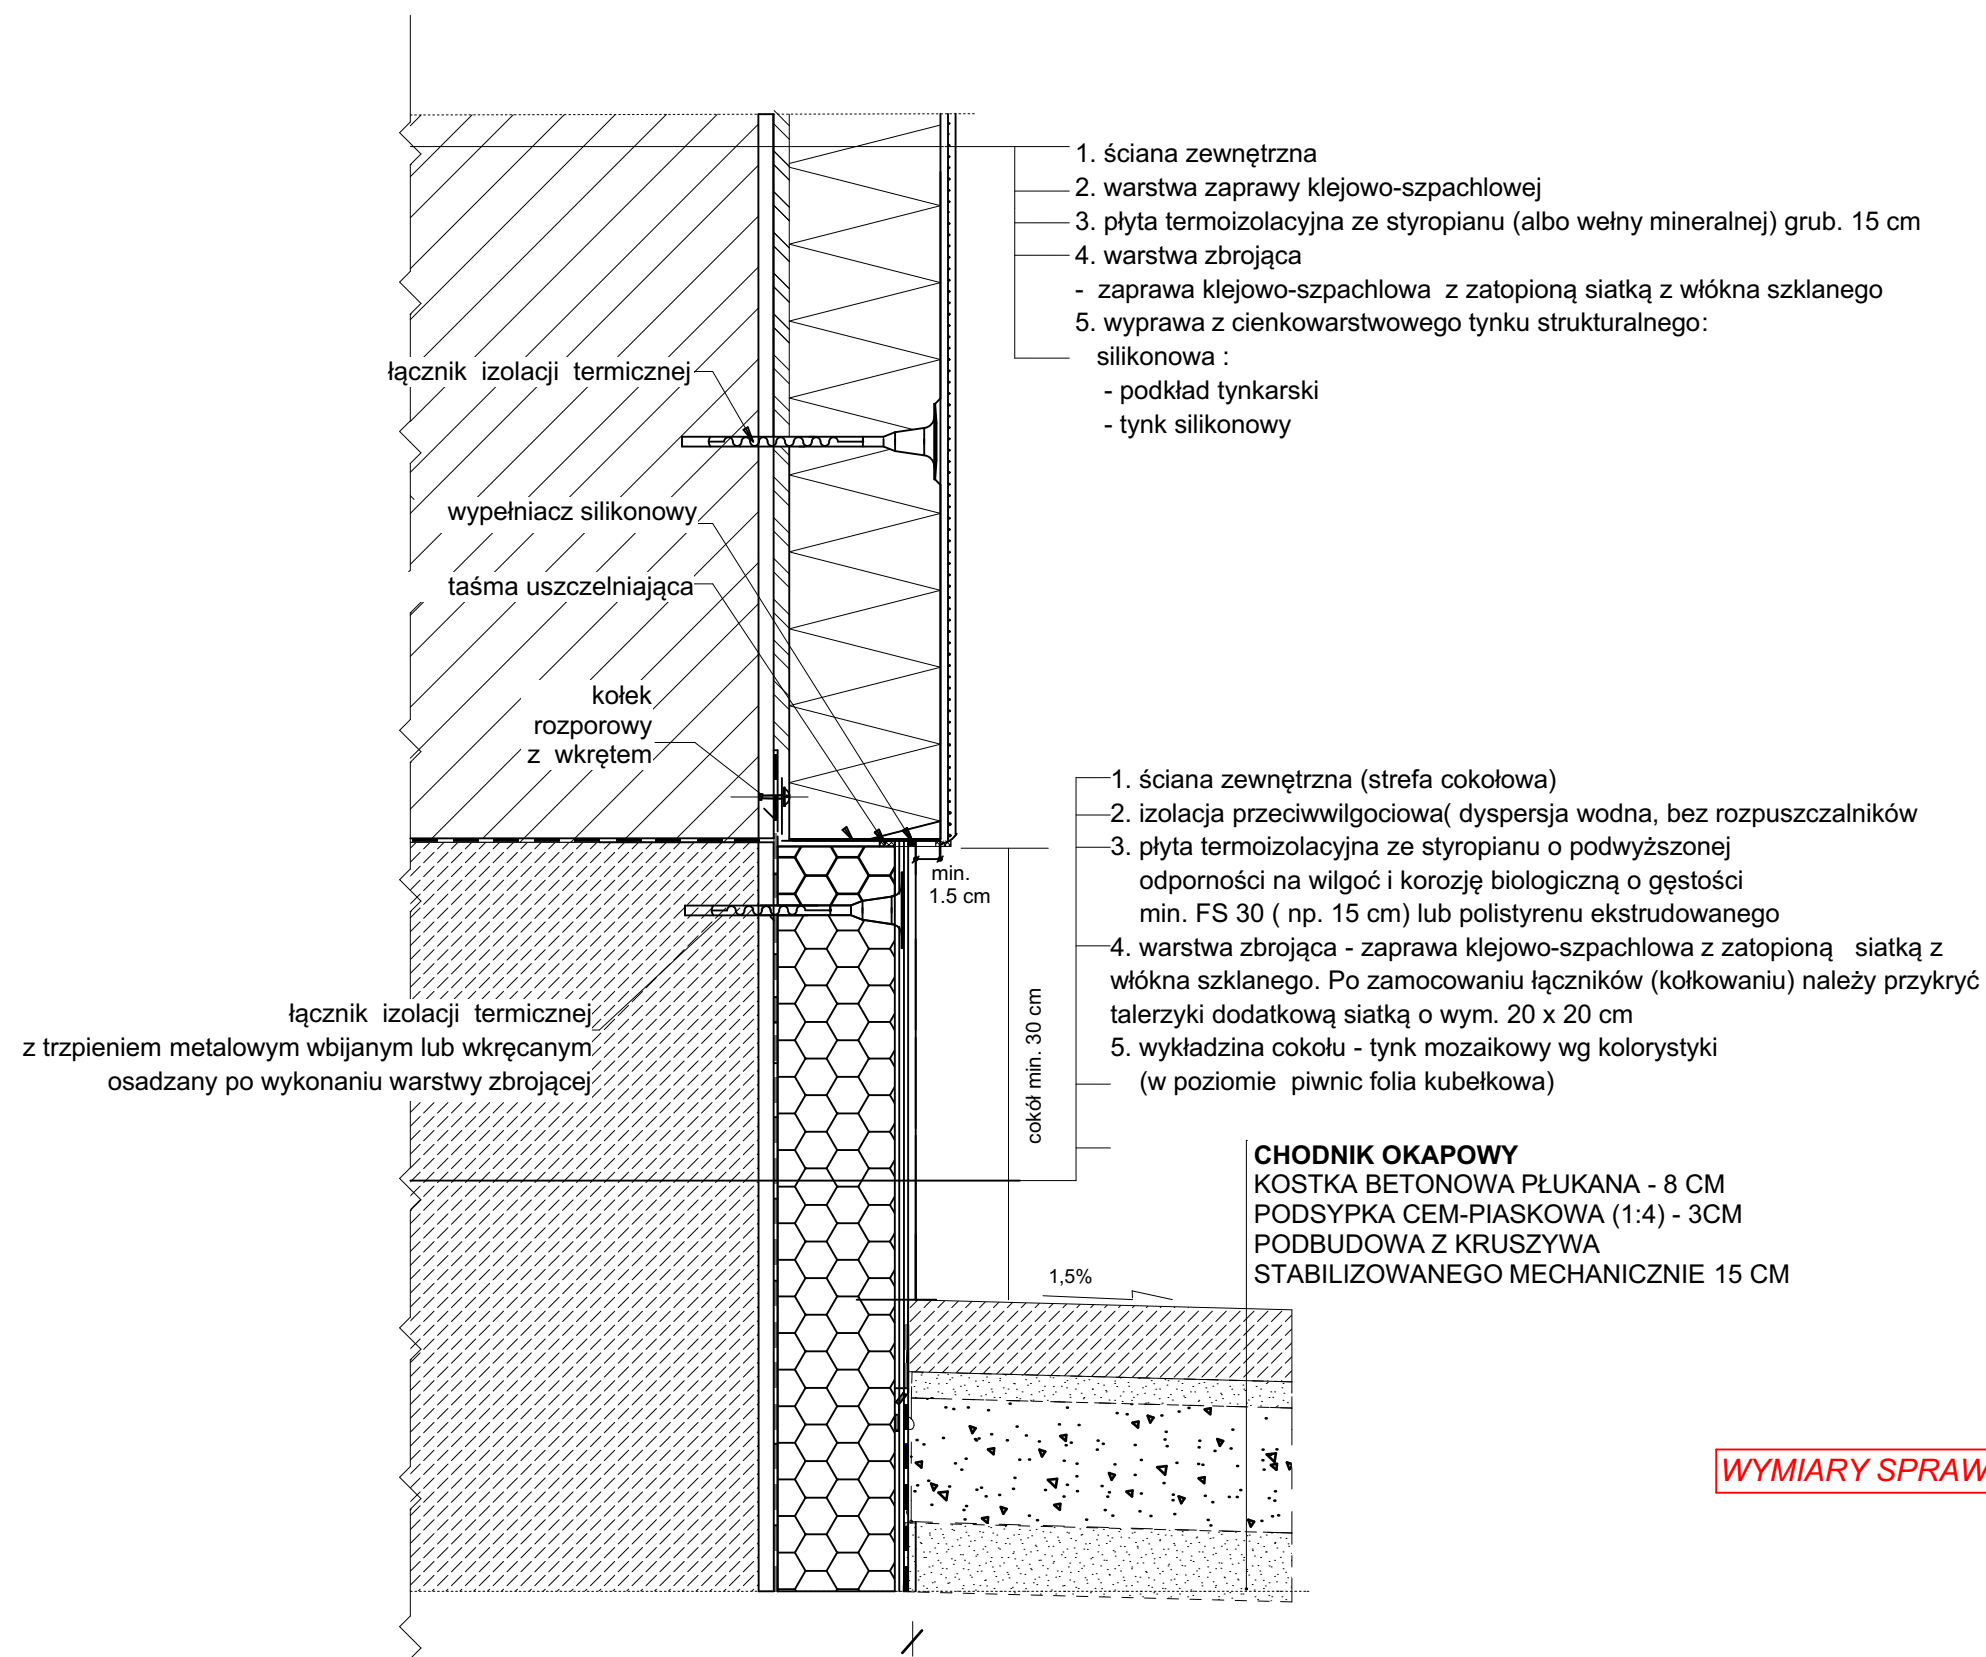 1. ściana zewnętrzna
2. warstwa zaprawy klejowo-szpachlowej
3. płyta termoizolacyjna ze styropianu (albo wełny mineralnej) grub. 15 cm
4. warstwa zbrojąca
- zaprawa klejowo-szpachlowa z zatopioną siatką z włókna szklanego
5. wyprawa z cienkowarstwowego tynku strukturalnego:
silikonowa :
- podkład tynkarski
- tynk silikonowy
łącznik izolacji termicznej
wypełniacz silikonowy
taśma uszczelniająca
kołek
rozporowy
z wkrętem
1. ściana zewnętrzna (strefa cokołowa)
2. izolacja przeciwwilgociowa( dyspersja wodna, bez rozpuszczalników
3. płyta termoizolacyjna ze styropianu o podwyższonej
odporności na wilgoć i korozję biologiczną o gęstości
min. FS 30 ( np. 15 cm) lub polistyrenu ekstrudowanego
4. warstwa zbrojąca - zaprawa klejowo-szpachlowa z zatopioną siatką z
włókna szklanego. Po zamocowaniu łączników (kołkowaniu) należy przykryć
talerzyki dodatkową siatką o wym. 20 x 20 cm
5. wykładzina cokołu - tynk mozaikowy wg kolorystyki
(w poziomie piwnic folia kubełkowa)
min.
1.5 cm
cokół min. 30 cm
łącznik izolacji termicznej
z trzpieniem metalowym wbijanym lub wkręcanym
osadzany po wykonaniu warstwy zbrojącej
CHODNIK OKAPOWY
KOSTKA BETONOWA PŁUKANA - 8 CM
PODSYPKA CEM-PIASKOWA (1:4) - 3CM
PODBUDOWA Z KRUSZYWA
STABILIZOWANEGO MECHANICZNIE 15 CM
1,5%
WYMIARY SPRAW